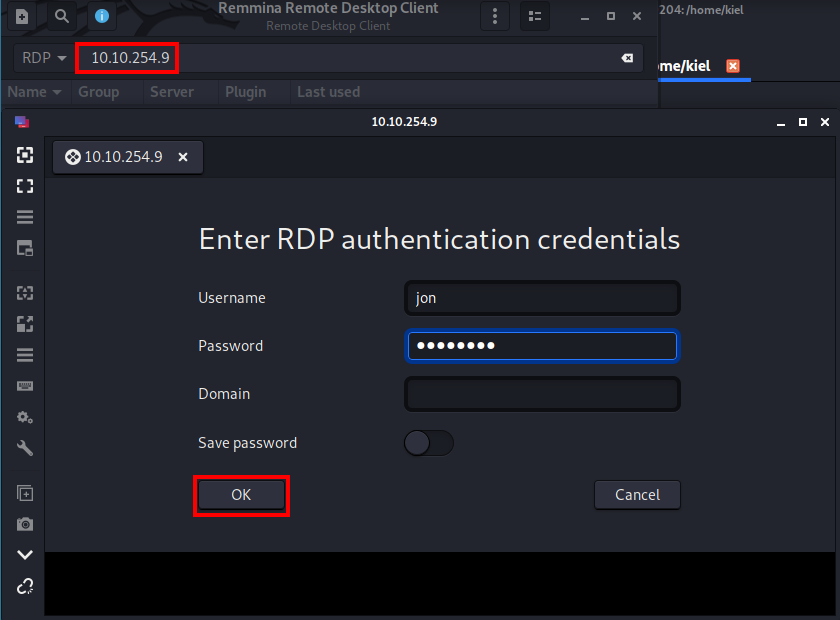 Remmina Remote Desktop Client
Remote Desktop Client
204:/home/kiel
RDP 10.10.254.9
me/kiel
Name Group Server Plugin Last used
10.10.254.9
10.10.254.9
Enter RDP authentication credentials
Username jon
Password ●●●●●●●●
Domain
Save password
OK Cancel